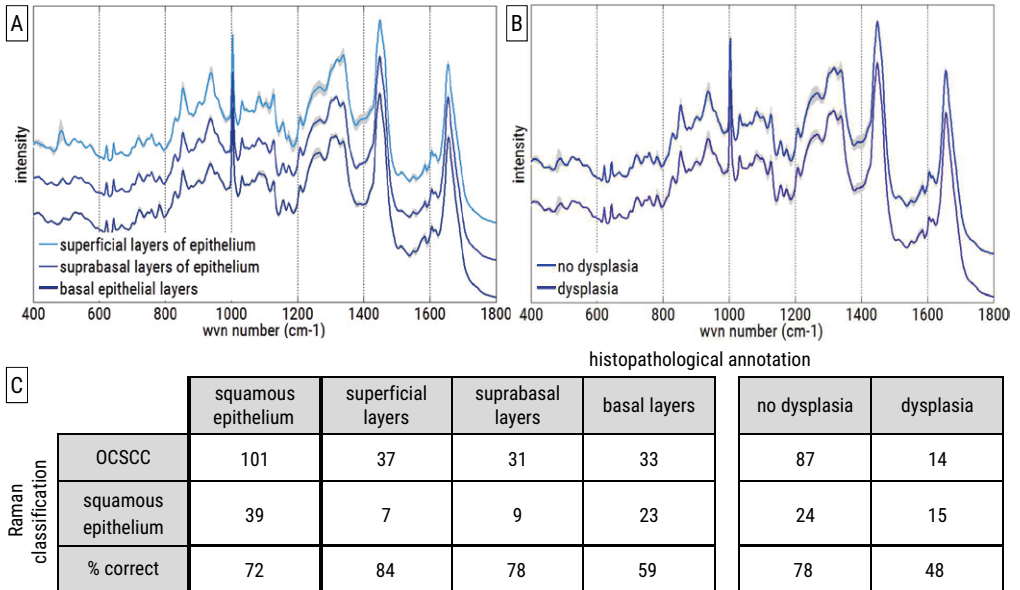 A
intensity
superficial layers of epithelium
suprabasal layers of epithelium
basal epithelial layers
400 600 800 1000 1200 1400 1600 1800
wvn number (cm-1)
B
intensity
no dysplasia
dysplasia
400 600 800 1000 1200 1400 1600 1800
wvn number (cm-1)
C
histopathological annotation
Raman
classification
squamous epithelium superficial layers suprabasal layers basal layers no dysplasia dysplasia
OCSCC 101 37 31 33 87 14
squamous epithelium 39 7 9 23 24 15
% correct 72 84 78 59 78 48